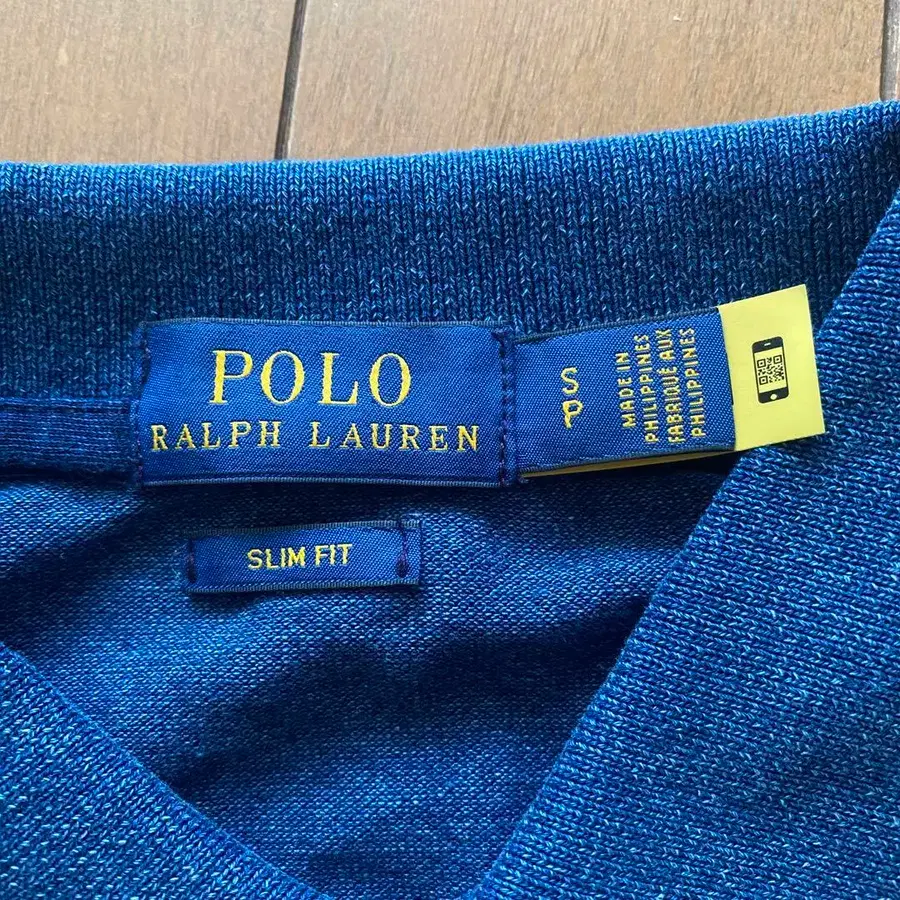 POLO
RALPH LAUREN
S
P
MADE IN
PHILIPPINES
FABRIQUÉ AUX
PHILIPPINES
SLIM FIT